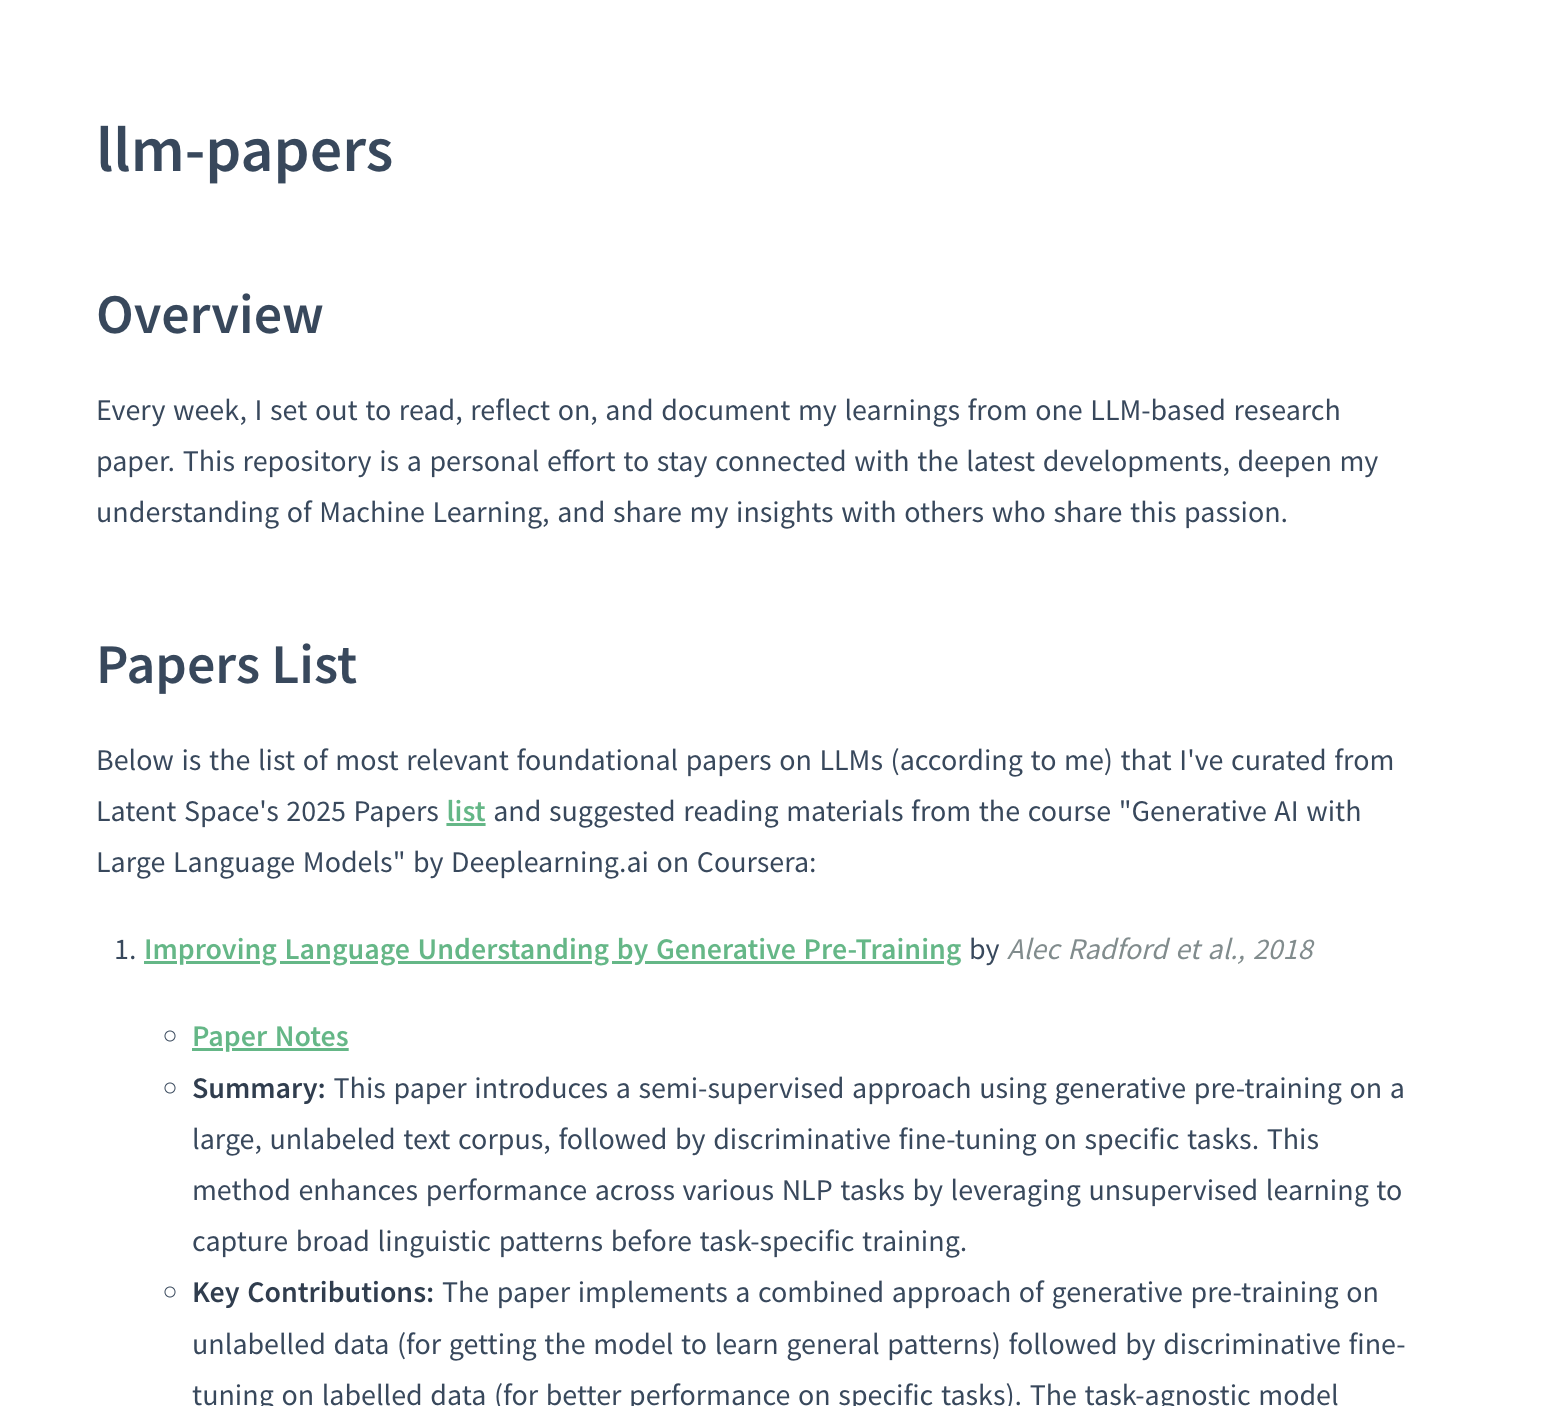 llm-papers
Overview
Every week, I set out to read, reflect on, and document my learnings from one LLM-based research
paper. This repository is a personal effort to stay connected with the latest developments, deepen my
understanding of Machine Learning, and share my insights with others who share this passion.
Papers List
Below is the list of most relevant foundational papers on LLMs (according to me) that I've curated from
Latent Space's 2025 Papers list and suggested reading materials from the course "Generative AI with
Large Language Models" by Deeplearning.ai on Coursera:
1. Improving Language Understanding by Generative Pre-Training by Alec Radford et al., 2018
Paper Notes
Summary: This paper introduces a semi-supervised approach using generative pre-training on a
large, unlabeled text corpus, followed by discriminative fine-tuning on specific tasks. This
method enhances performance across various NLP tasks by leveraging unsupervised learning to
capture broad linguistic patterns before task-specific training.
Key Contributions: The paper implements a combined approach of generative pre-training on
unlabelled data (for getting the model to learn general patterns) followed by discriminative fine-
tuning on labelled data (for better performance on specific tasks). The task-agnostic model